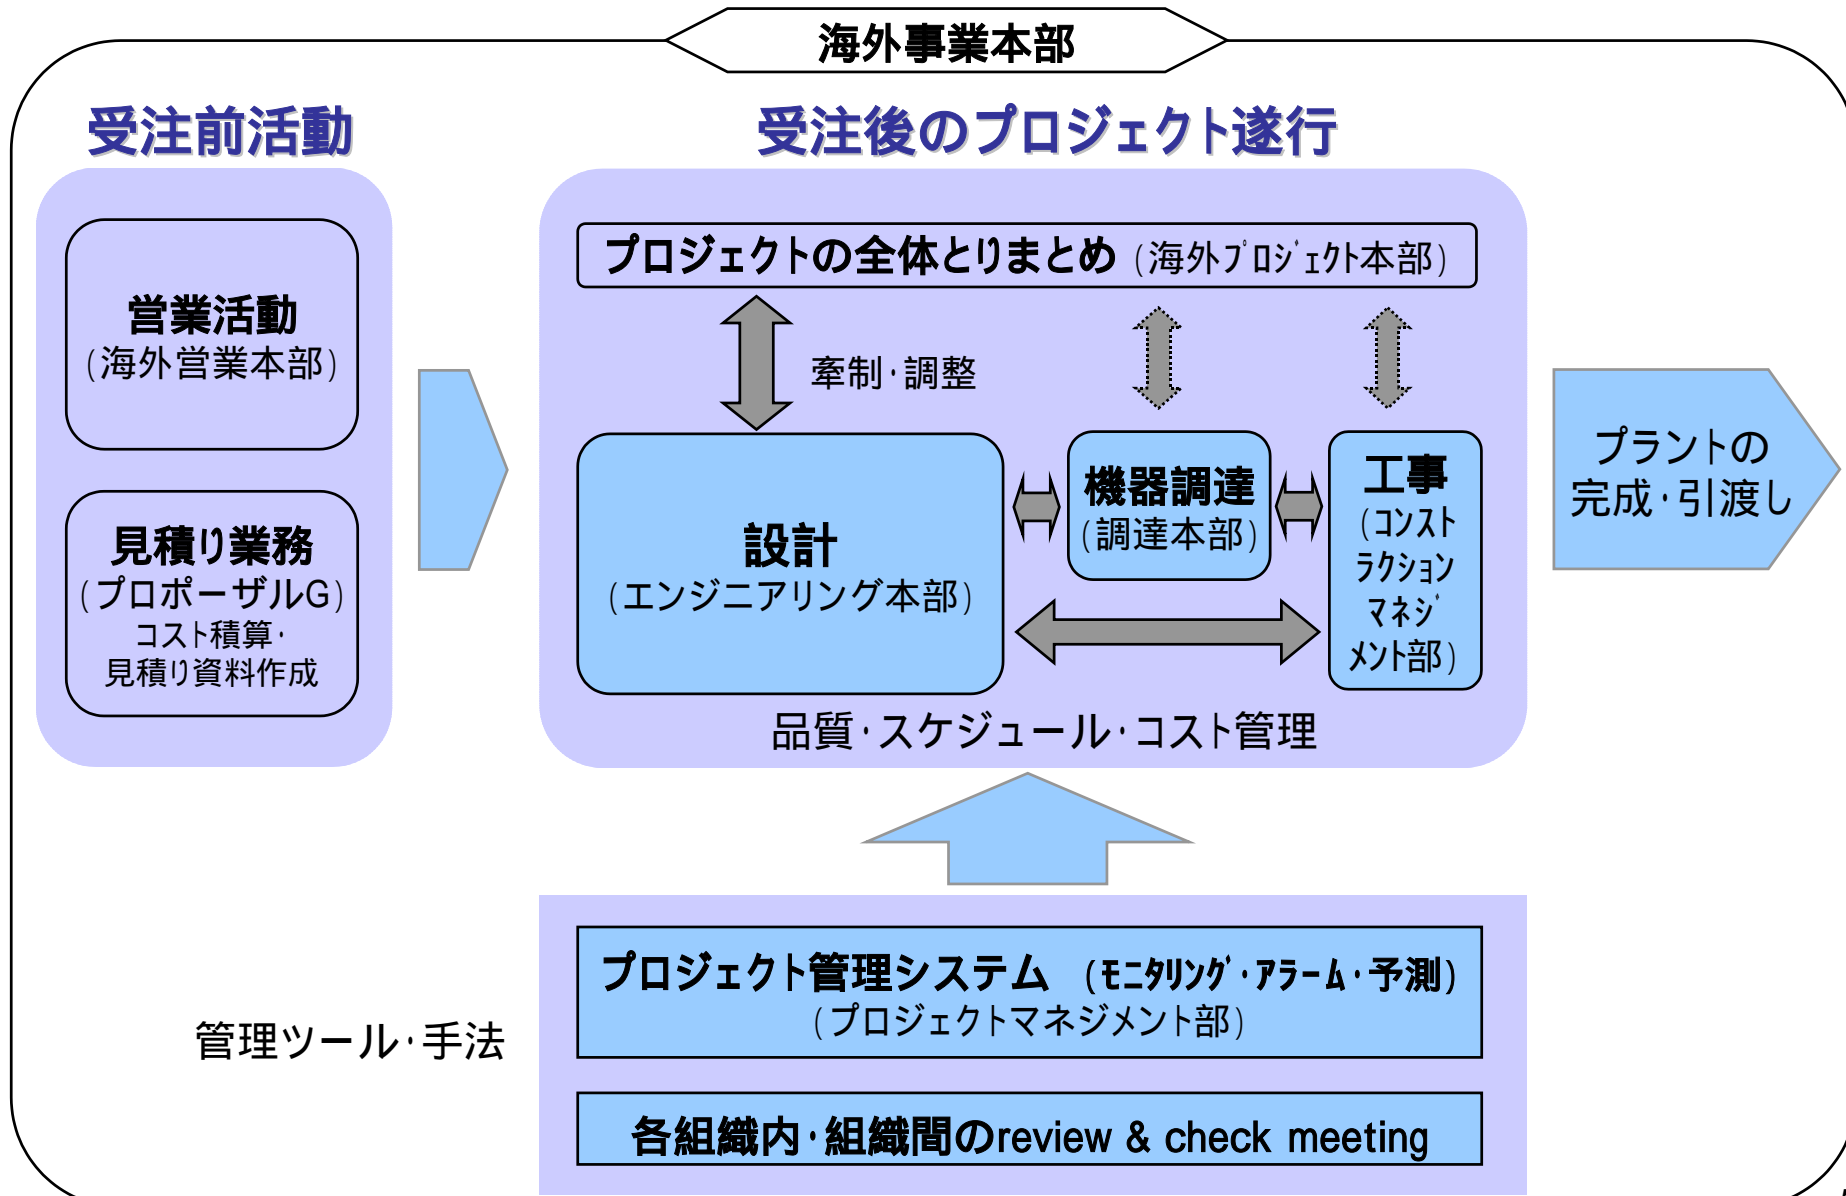 海外事業本部
受注前活動
受注後のプロジェクト遂行
営業活動
(海外営業本部)
見積り業務
(プロポーザルG)
コスト積算・
見積り資料作成
プロジェクトの全体とりまとめ (海外ﾌﾟﾛｼﾞｪｸﾄ本部)
牽制・調整
設計
(エンジニアリング本部)
機器調達
(調達本部)
工事
(ｺﾝｽﾄ
ﾗｸｼｮﾝ
ﾏﾈｼﾞ
ﾒﾝﾄ部)
品質・スケジュール・コスト管理
プラントの
完成・引渡し
管理ツール・手法
プロジェクト管理システム (ﾓﾆﾀﾘﾝｸﾞ・ｱﾗｰﾑ・予測)
(プロジェクトマネジメント部)
各組織内・組織間のreview & check meeting